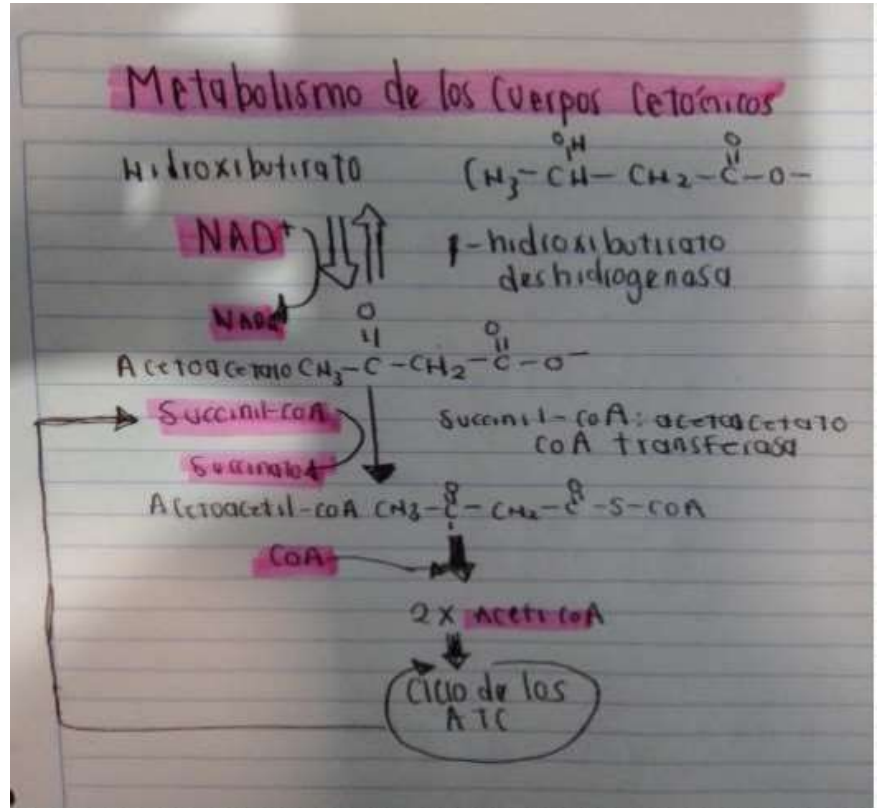 Metabolismo de los Cuerpos Cetónicos
Hidroxibutirato
OH O
CH3-CH-CH2-C-O-
NAD+
β-hidroxibutirato
deshidrogenasa
O O
Acetoacetato CH3-C-CH2-C-O-
Succinil-CoA
Succinil-CoA: acetoacetato
CoA transferasa
Succinato
O O
Acetoacetil-CoA CH3-C-CH2-C-S-CoA
CoA
2x Acetil CoA
Ciclo de los
ATC